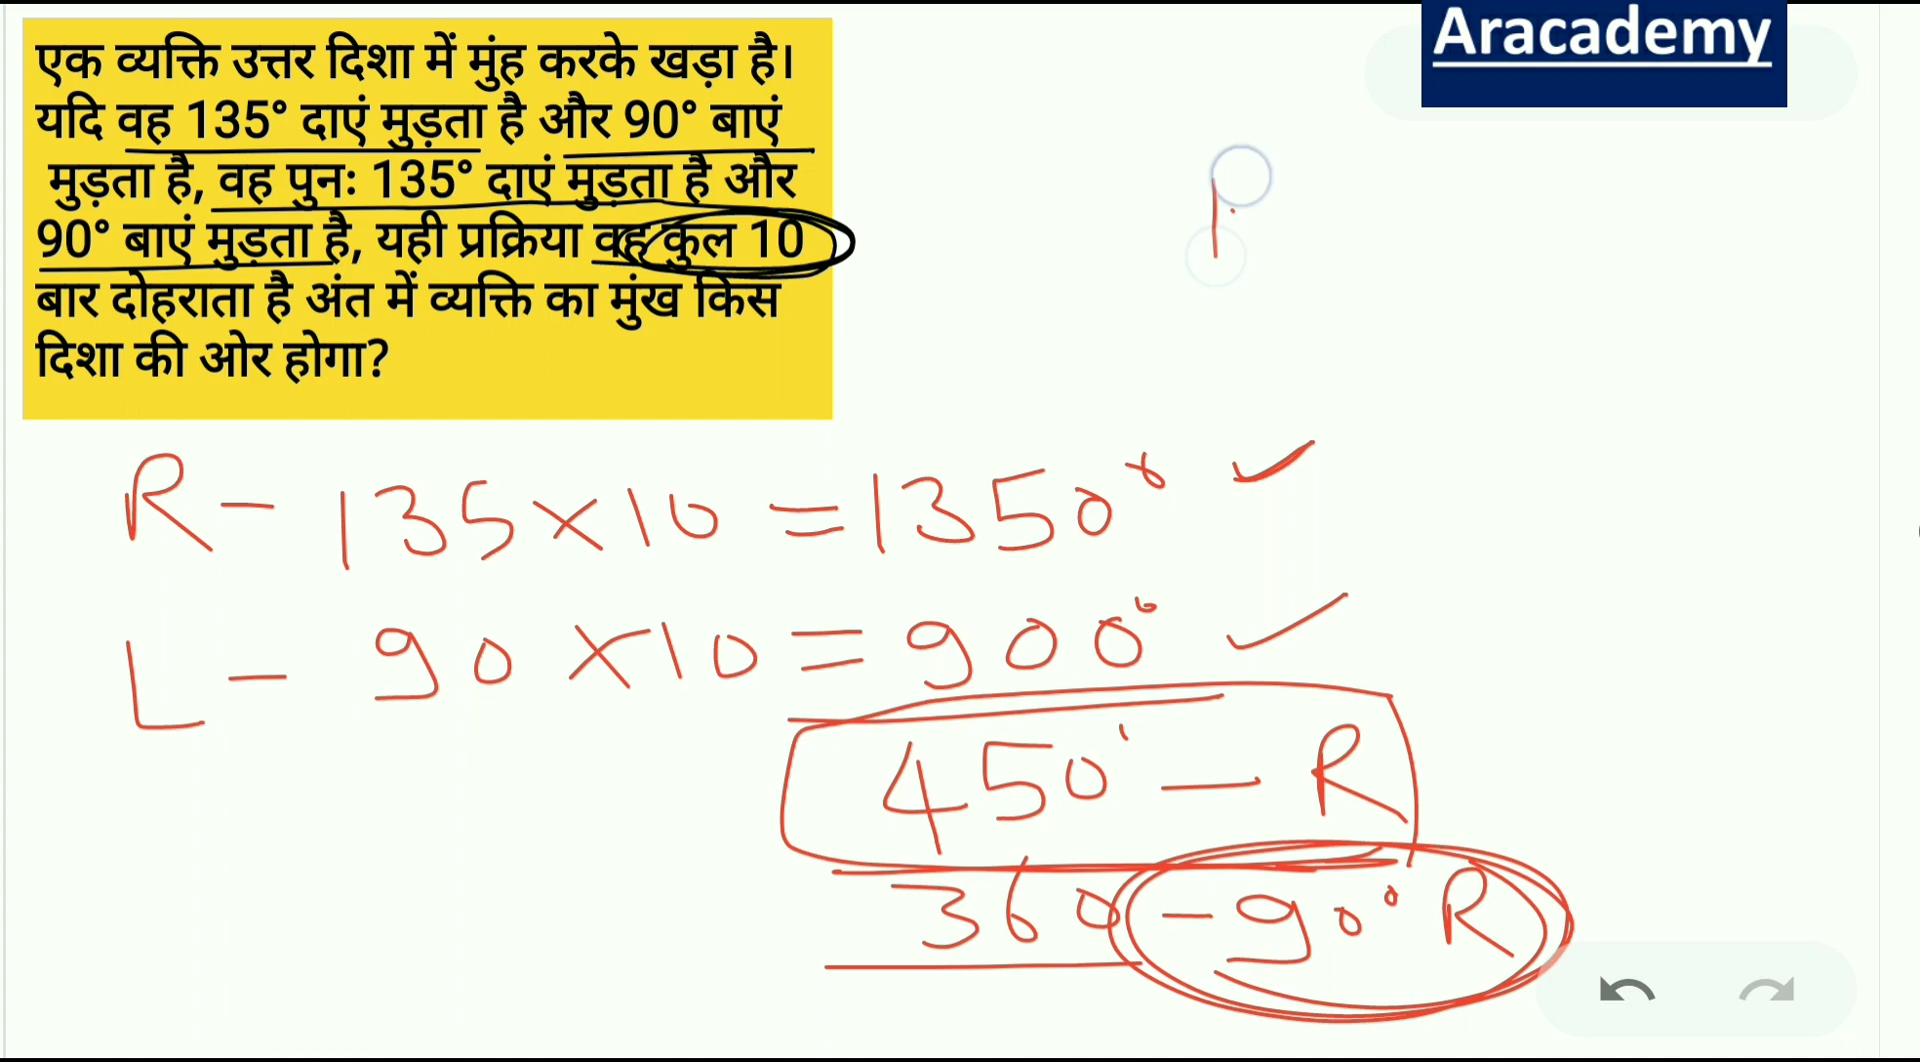 Aracademy
एक व्यक्ति उत्तर दिशा में मुंह करके खड़ा है।
यदि वह 135° दाएं मुड़ता है और 90° बाएं
मुड़ता है, वह पुनः 135° दाएं मुड़ता है और
90° बाएं मुड़ता है, यही प्रक्रिया वह कुल 10
बार दोहराता है अंत में व्यक्ति का मुंख किस
दिशा की ओर होगा?
R - 135 × 10 = 1350°
L - 90 × 10 = 900°
450° - R
360 - 90° R